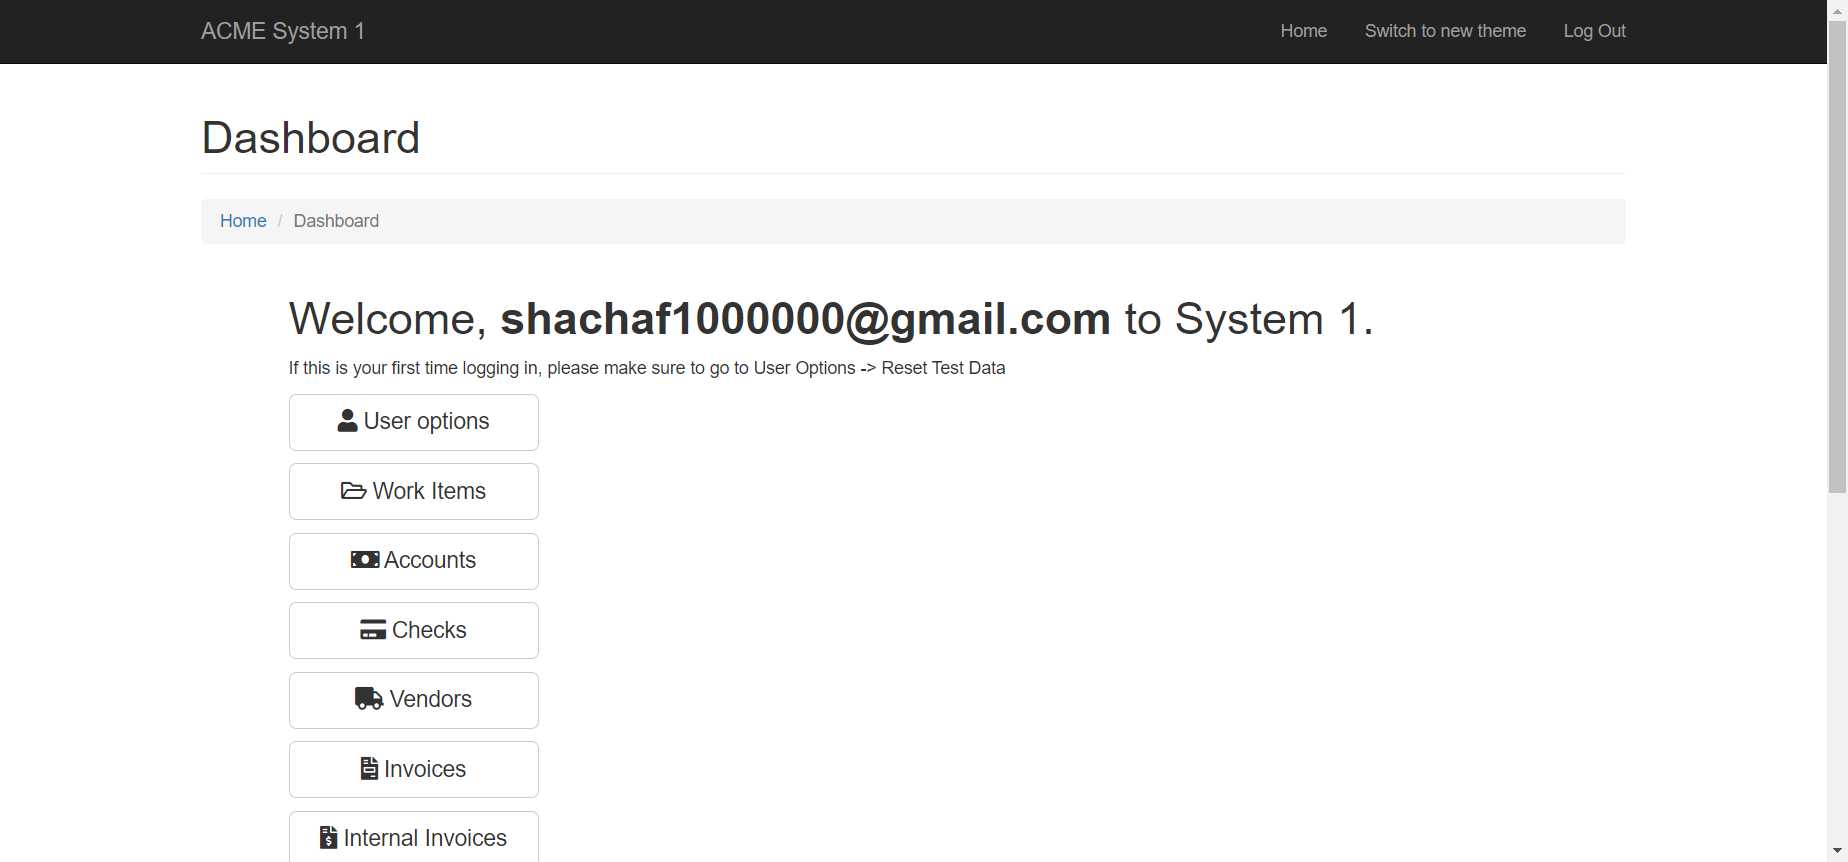 ACME System 1
Home
Switch to new theme
Log Out
Dashboard
Home / Dashboard
Welcome, shachaf1000000@gmail.com to System 1.
If this is your first time logging in, please make sure to go to User Options -> Reset Test Data
User options
Work Items
Accounts
Checks
Vendors
Invoices
Internal Invoices